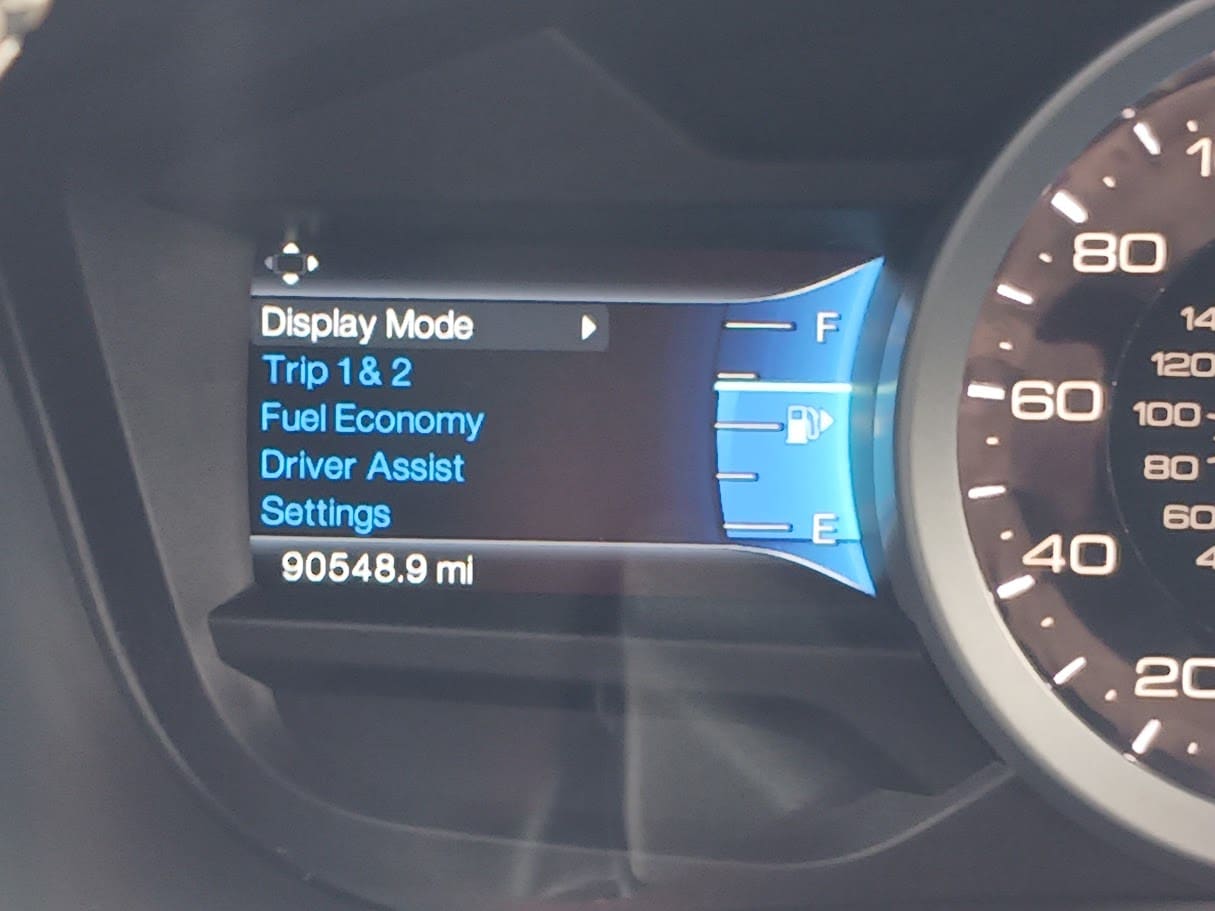 Display Mode
Trip 1 & 2
Fuel Economy
Driver Assist
Settings
90548.9 mi
F
E
80
60
40
20
120
100
80
60